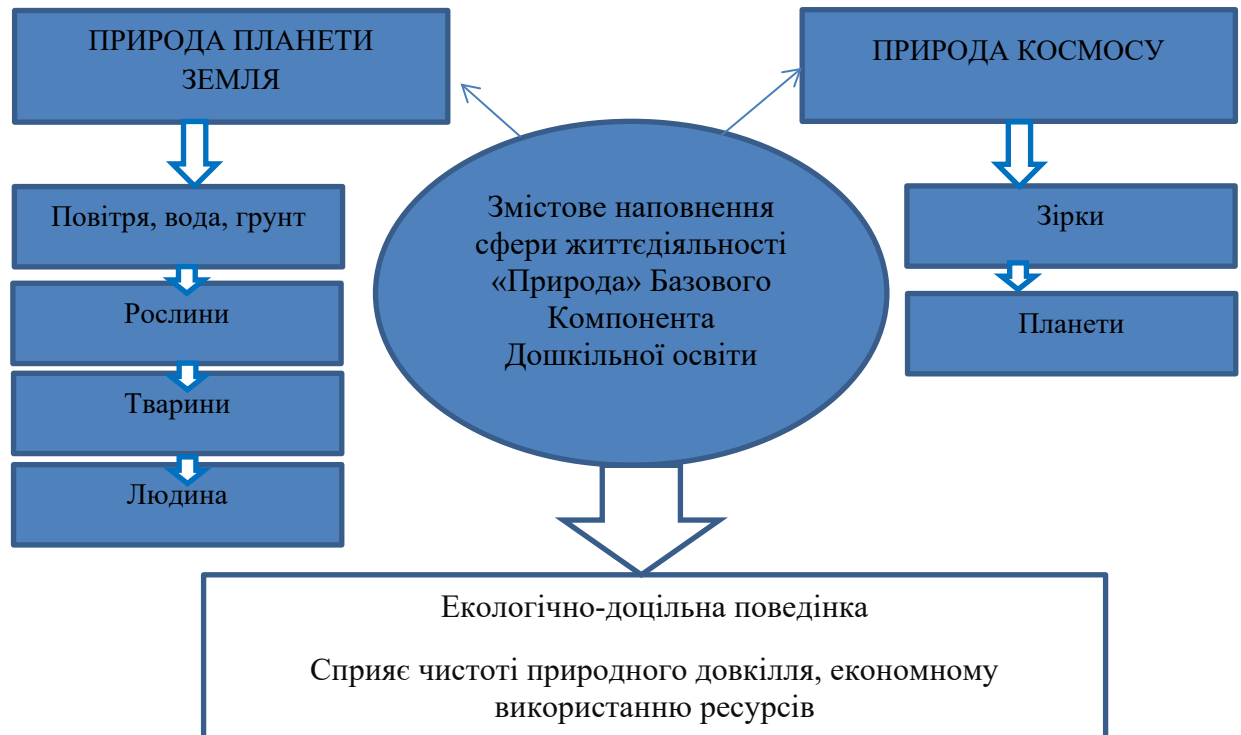 ПРИРОДА ПЛАНЕТИ
ЗЕМЛЯ
ПРИРОДА КОСМОСУ
Повітря, вода, грунт
Рослини
Тварини
Людина
Змістове наповнення
сфери життєдіяльності
«Природа» Базового
Компонента
Дошкільної освіти
Зірки
Планети
Екологічно-доцільна поведінка
Сприяє чистоті природного довкілля, економному
використанню ресурсів